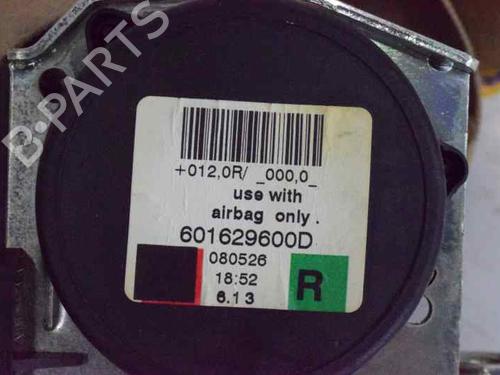 B-PARTS
+012,0R/ _000,0_
use with
airbag only.
601629600D
080526
18:52
6.13
R